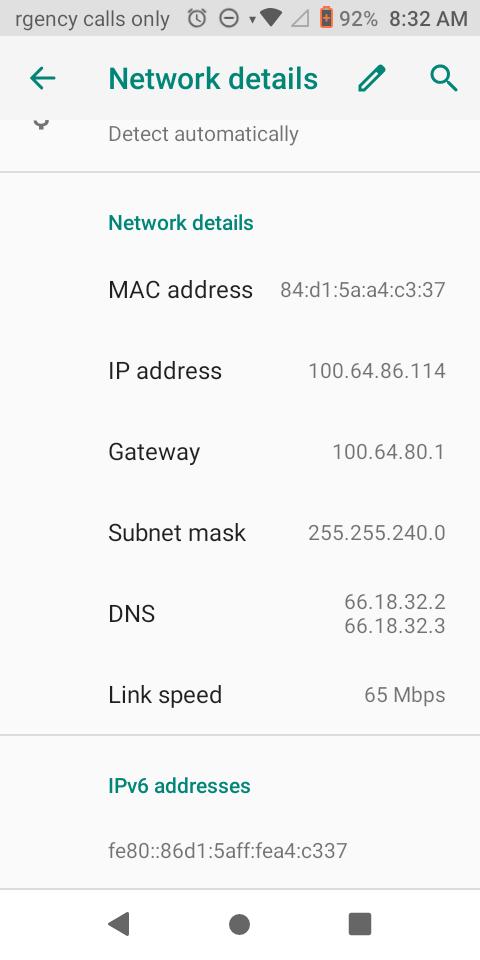 rgency calls only 92% 8:32 AM
Network details
Detect automatically
Network details
MAC address 84:d1:5a:a4:c3:37
IP address 100.64.86.114
Gateway 100.64.80.1
Subnet mask 255.255.240.0
DNS 66.18.32.2
66.18.32.3
Link speed 65 Mbps
IPv6 addresses
fe80::86d1:5aff:fea4:c337